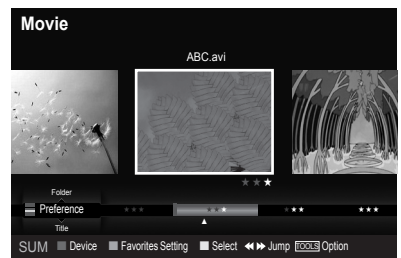 Movie
ABC.avi
Folder
Preference
Title
SUM Device Favorites Setting Select Jump TOOLS Option